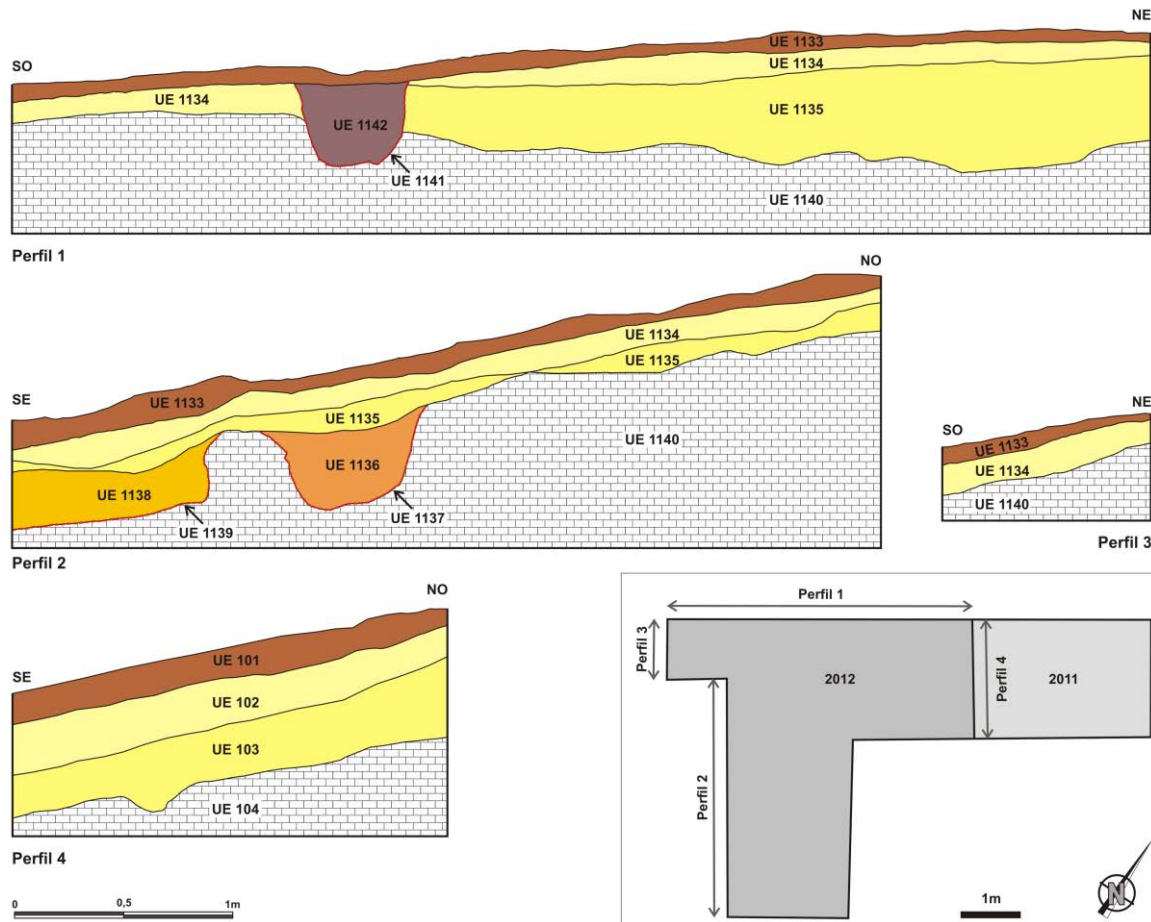 SO
NE
UE 1133
UE 1134
UE 1134
UE 1135
UE 1142
UE 1141
UE 1140
Perfil 1
NO
SE
UE 1133
UE 1134
UE 1135
UE 1135
UE 1140
UE 1136
UE 1138
UE 1137
UE 1139
Perfil 2
NE
SO
UE 1133
UE 1134
UE 1140
Perfil 3
NO
SE
UE 101
UE 102
UE 103
UE 104
Perfil 4
0 0,5 1m
Perfil 1
Perfil 3
Perfil 4
2012
2011
Perfil 2
1m
N